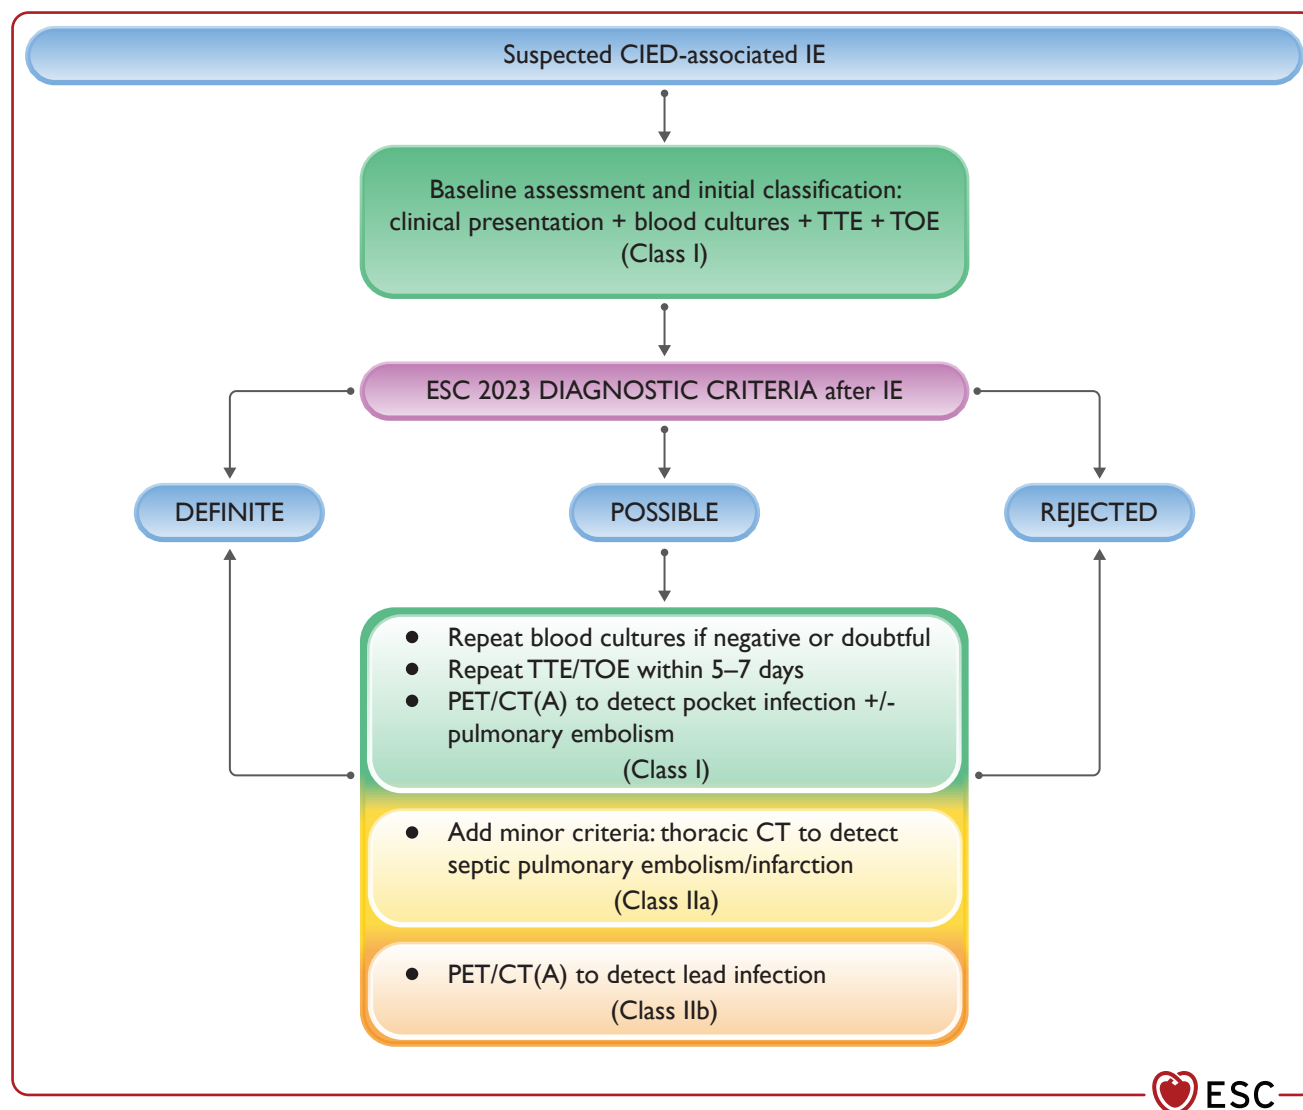 Suspected CIED-associated IE
Baseline assessment and initial classification:
clinical presentation + blood cultures + TTE + TOE
(Class I)
ESC 2023 DIAGNOSTIC CRITERIA after IE
DEFINITE
POSSIBLE
REJECTED
● Repeat blood cultures if negative or doubtful
● Repeat TTE/TOE within 5–7 days
● PET/CT(A) to detect pocket infection +/-
pulmonary embolism
(Class I)
● Add minor criteria: thoracic CT to detect
septic pulmonary embolism/infarction
(Class IIa)
● PET/CT(A) to detect lead infection
(Class IIb)
ESC